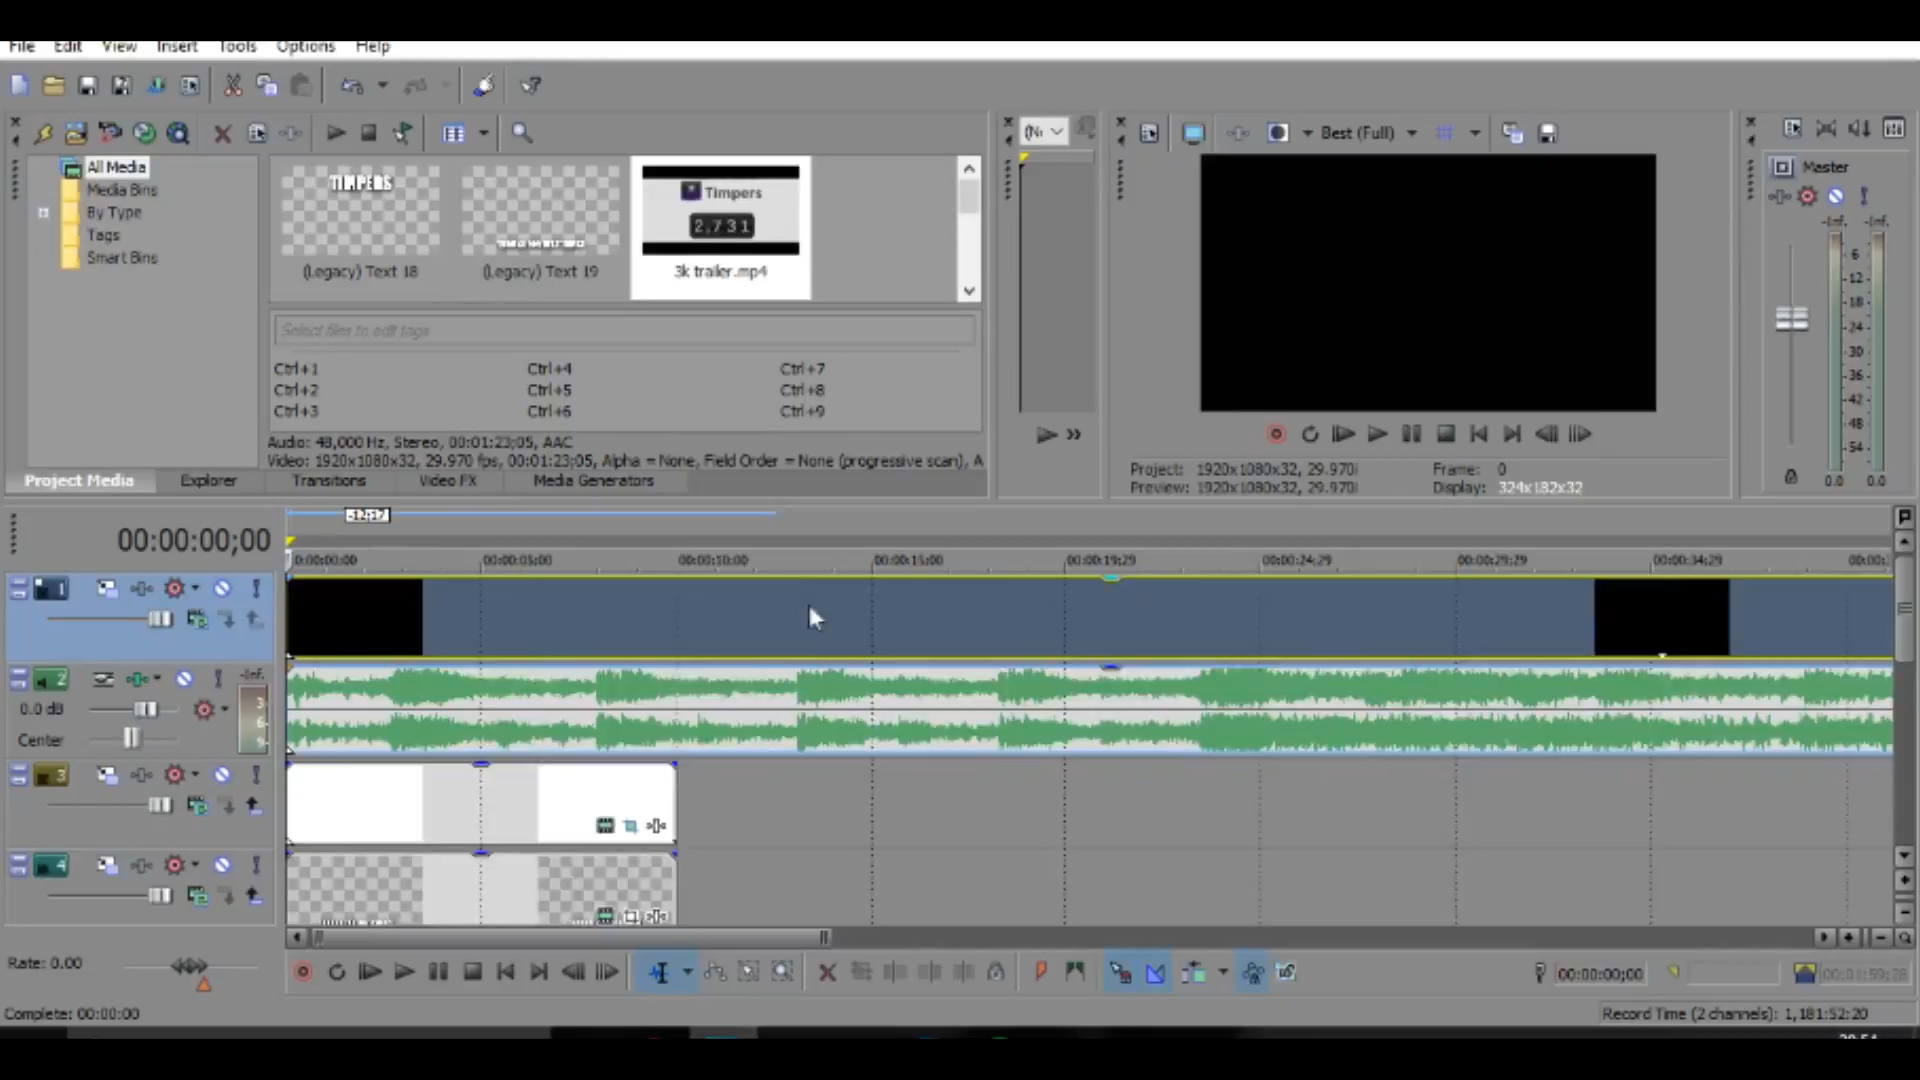 File Edit View Insert Tools Options Help
Best (Full)
All Media
Media Bins
By Type
Tags
Smart Bins
TIMPERS
(Legacy) Text 18
(Legacy) Text 19
Timpers
2,731
3k trailer.mp4
Select files to edit tags
Ctrl+1 Ctrl+4 Ctrl+7
Ctrl+2 Ctrl+5 Ctrl+8
Ctrl+3 Ctrl+6 Ctrl+9
Audio: 48,000 Hz, Stereo, 00:01:23;05, AAC
Video: 1920x1080x32, 29.970 fps, 00:01:23;05, Alpha = None, Field Order = None (progressive scan), A
Project Media Explorer Transitions Video FX Media Generators
Project: 1920x1080x32, 29.970i Frame: 0
Preview: 1920x1080x32, 29.970i Display: 324x182x32
Master
-Inf. -Inf.
6
12
18
24
30
36
42
48
54
0.0 0.0
00:00:00;00
0:00:00;00 00:00:05;00 00:00:10;00 00:00:15;00 00:00:19;29 00:00:24;29 00:00:29;29 00:00:34;29 00:00:
1
2 -Inf.
0.0 dB
3
6
9
Center
3
4
Rate: 0.00
00:00:00;00 00:01:59;28
Complete: 00:00:00
Record Time (2 channels): 1,181:52:20